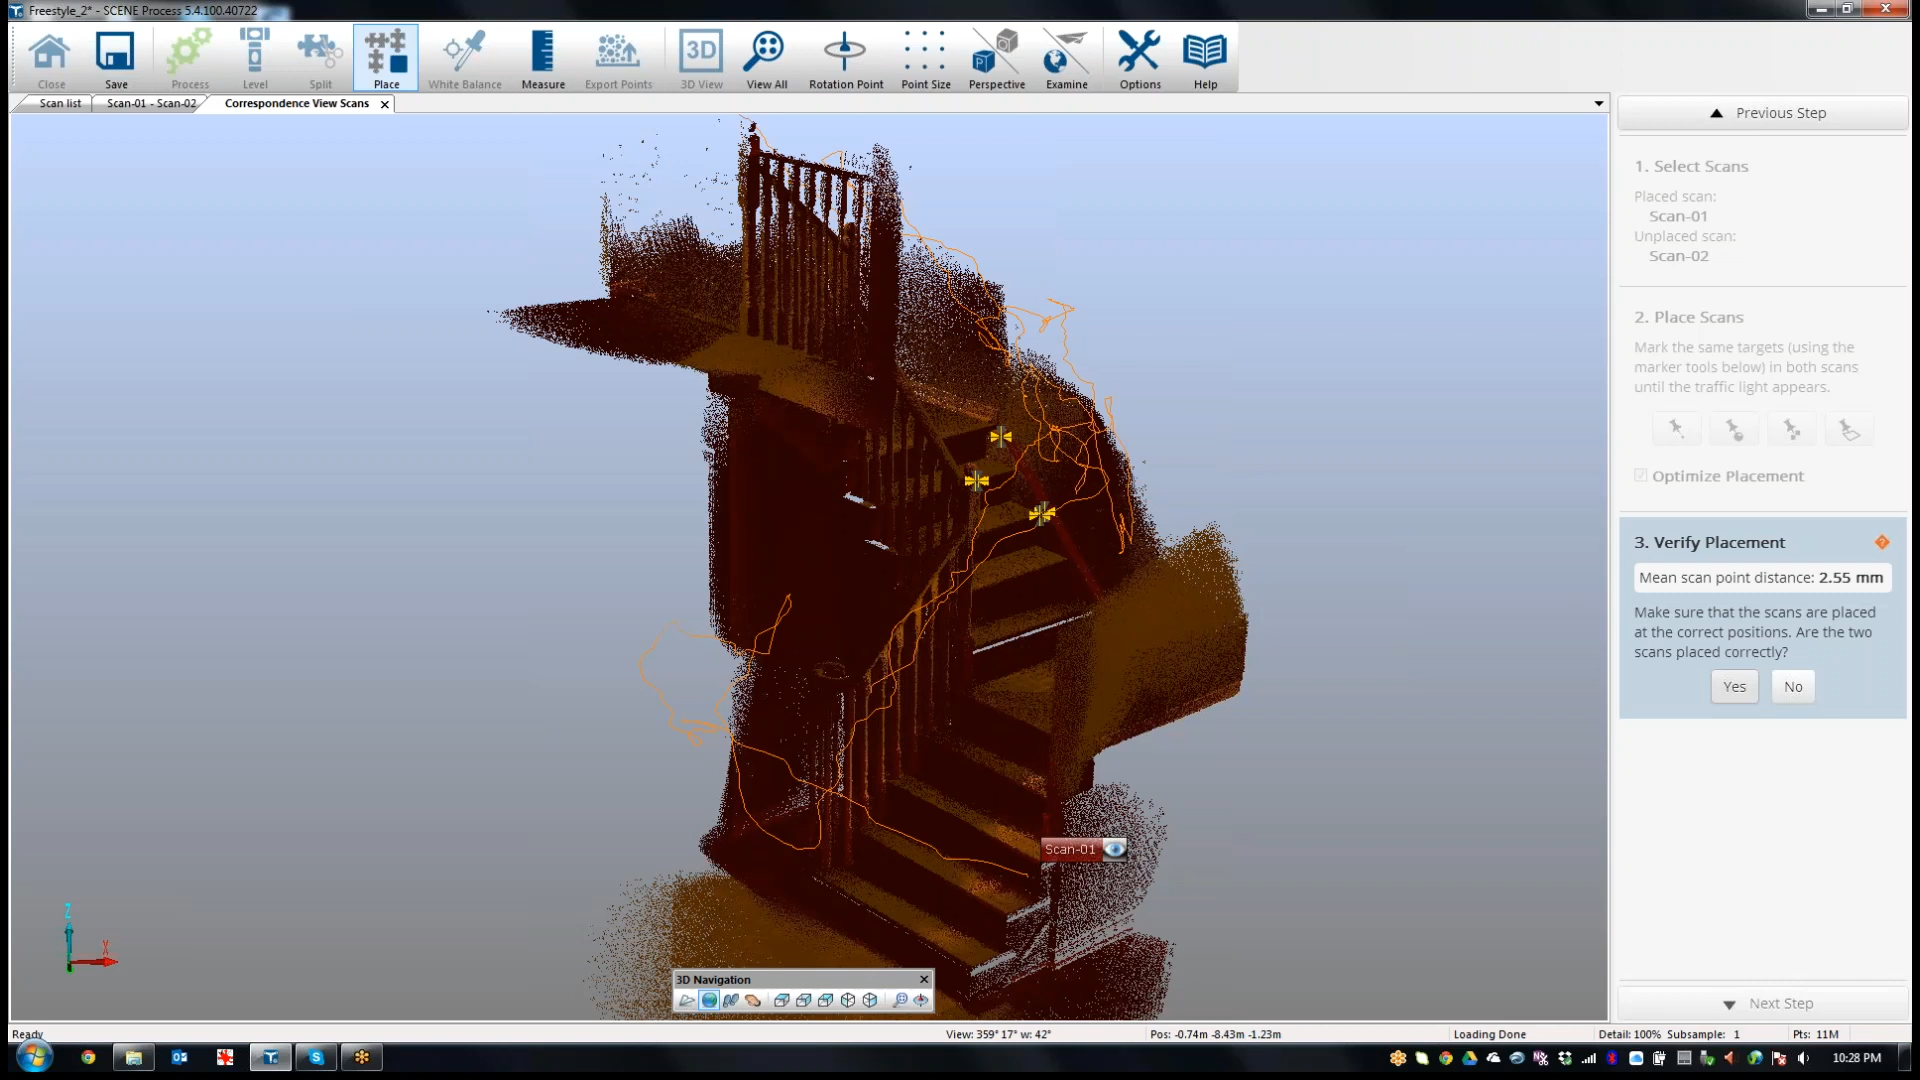 Freestyle_2* - SCENE Process 5.4.100.40722
Close
Save
Process
Level
Split
Place
White Balance
Measure
Export Points
3D
3D View
View All
Rotation Point
Point Size
Perspective
Examine
Options
Help
Scan list
Scan-01 - Scan-02
Correspondence View Scans
Previous Step
1. Select Scans
Placed scan:
Scan-01
Unplaced scan:
Scan-02
2. Place Scans
Mark the same targets (using the
marker tools below) in both scans
until the traffic light appears.
Optimize Placement
3. Verify Placement
Mean scan point distance: 2.55 mm
Make sure that the scans are placed
at the correct positions. Are the two
scans placed correctly?
Yes
No
Scan-01
Z
X
3D Navigation
Next Step
Ready
View: 359° 17° w: 42°
Pos: -0.74m -8.43m -1.23m
Loading Done
Detail: 100%
Subsample: 1
Pts: 11M
10:28 PM